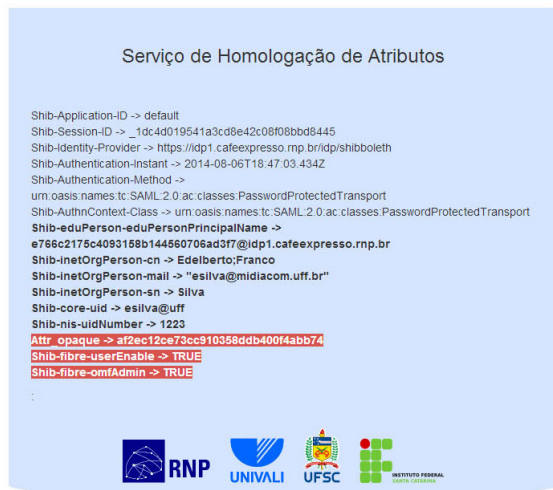 Serviço de Homologação de Atributos
Shib-Application-ID -> default
Shib-Session-ID -> _1dc4d019541a3cd8e42c08f08bbd8445
Shib-Identity-Provider -> https://idp1.cafeexpresso.rnp.br/idp/shibboleth
Shib-Authentication-Instant -> 2014-08-06T18:47:03.434Z
Shib-Authentication-Method ->
urn:oasis:names:tc:SAML:2.0:ac:classes:PasswordProtectedTransport
Shib-AuthnContext-Class -> urn:oasis:names:tc:SAML:2.0:ac:classes:PasswordProtectedTransport
Shib-eduPerson-eduPersonPrincipalName ->
e766c2175c4093158b144560706ad3f7@idp1.cafeexpresso.rnp.br
Shib-inetOrgPerson-cn -> Edelberto;Franco
Shib-inetOrgPerson-mail -> "esilva@midiacom.uff.br"
Shib-inetOrgPerson-sn -> Silva
Shib-core-uid -> esilva@uff
Shib-nis-uidNumber -> 1223
Attr_opaque -> af2ec12ce73cc910358ddb400f4abb74
Shib-fibre-userEnable -> TRUE
Shib-fibre-omfAdmin -> TRUE
:
RNP
UNIVALI
UFSC
INSTITUTO FEDERAL
SANTA CATARINA